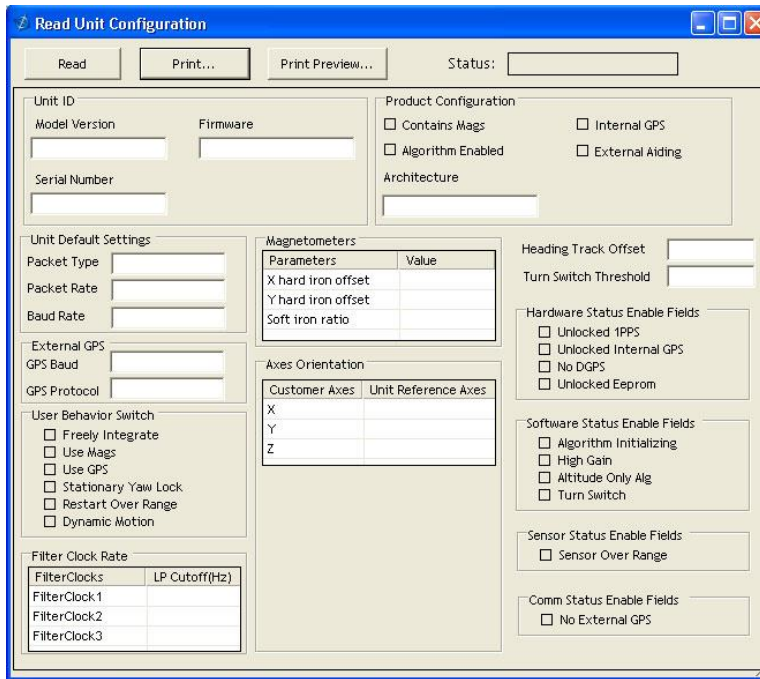 Read Unit Configuration
Read
Print...
Print Preview...
Status:
Unit ID
Model Version
Firmware
Serial Number
Product Configuration
Contains Mags
Internal GPS
Algorithm Enabled
External Aiding
Architecture
Unit Default Settings
Packet Type
Packet Rate
Baud Rate
External GPS
GPS Baud
GPS Protocol
User Behavior Switch
Freely Integrate
Use Mags
Use GPS
Stationary Yaw Lock
Restart Over Range
Dynamic Motion
Filter Clock Rate
FilterClocks LP Cutoff(Hz)
FilterClock1
FilterClock2
FilterClock3
Magnetometers
Parameters Value
X hard iron offset
Y hard iron offset
Soft iron ratio
Axes Orientation
Customer Axes Unit Reference Axes
X
Y
Z
Heading Track Offset
Turn Switch Threshold
Hardware Status Enable Fields
Unlocked 1PPS
Unlocked Internal GPS
No DGPS
Unlocked Eeprom
Software Status Enable Fields
Algorithm Initializing
High Gain
Altitude Only Alg
Turn Switch
Sensor Status Enable Fields
Sensor Over Range
Comm Status Enable Fields
No External GPS